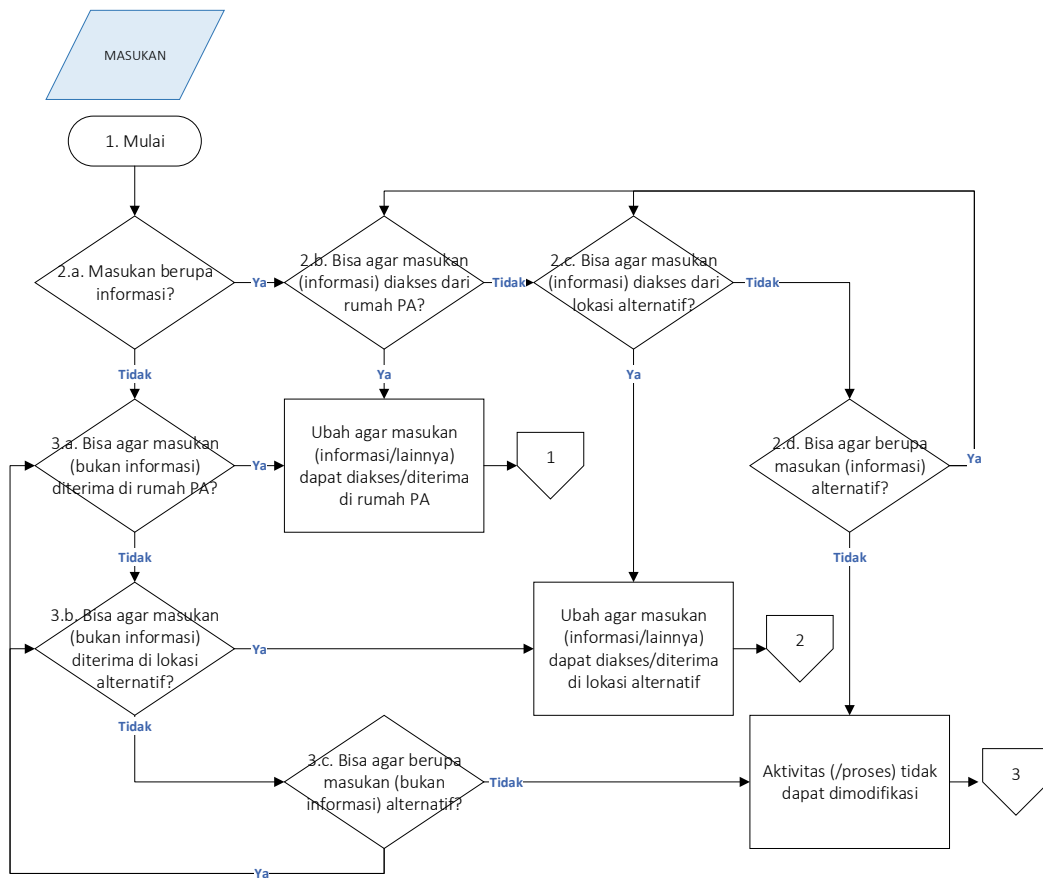 MASUKAN
1. Mulai
2.a. Masukan berupa
informasi?
Ya
2.b. Bisa agar masukan
(informasi) diakses dari
rumah PA?
Tidak
2.c. Bisa agar masukan
(informasi) diakses dari
lokasi alternatif?
Tidak
Tidak
Ya
Ya
3.a. Bisa agar masukan
(bukan informasi)
diterima di rumah PA?
Ya
Ubah agar masukan
(informasi/lainnya)
dapat diakses/diterima
di rumah PA
1
2.d. Bisa agar berupa
masukan (informasi)
alternatif?
Ya
Tidak
Tidak
3.b. Bisa agar masukan
(bukan informasi)
diterima di lokasi
alternatif?
Ya
Ubah agar masukan
(informasi/lainnya)
dapat diakses/diterima
di lokasi alternatif
2
Tidak
3.c. Bisa agar berupa
masukan (bukan
informasi) alternatif?
Tidak
Aktivitas (/proses) tidak
dapat dimodifikasi
3
Ya